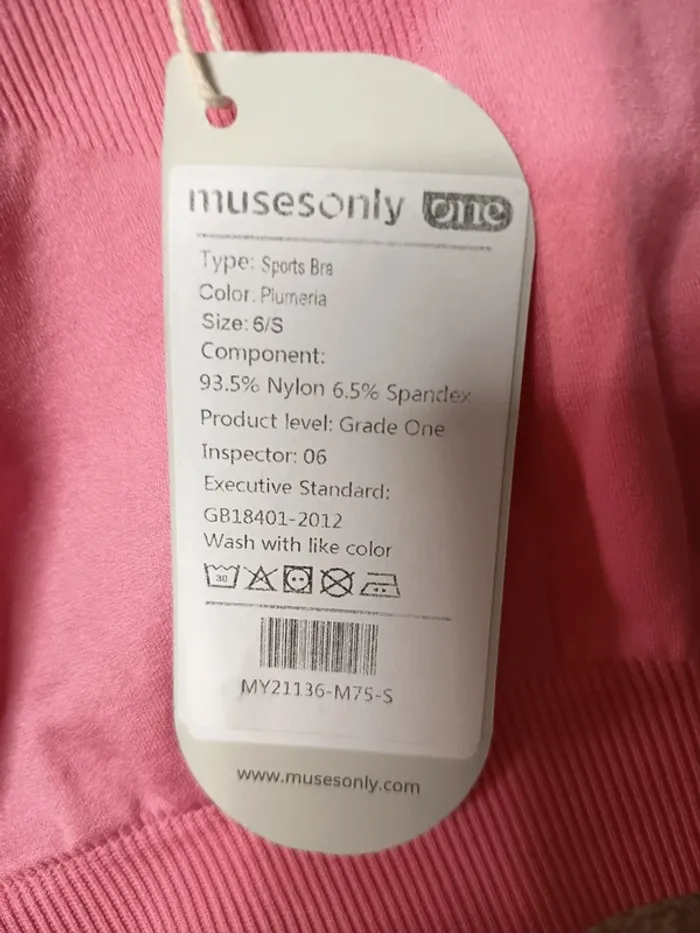 musesonly one
Type: Sports Bra
Color. Plumeria
Size: 6/S
Component:
93.5% Nylon 6.5% Spandex
Product level: Grade One
Inspector: 06
Executive Standard:
GB18401-2012
Wash with like color
30
MY21136-M75-S
www.musesonly.com